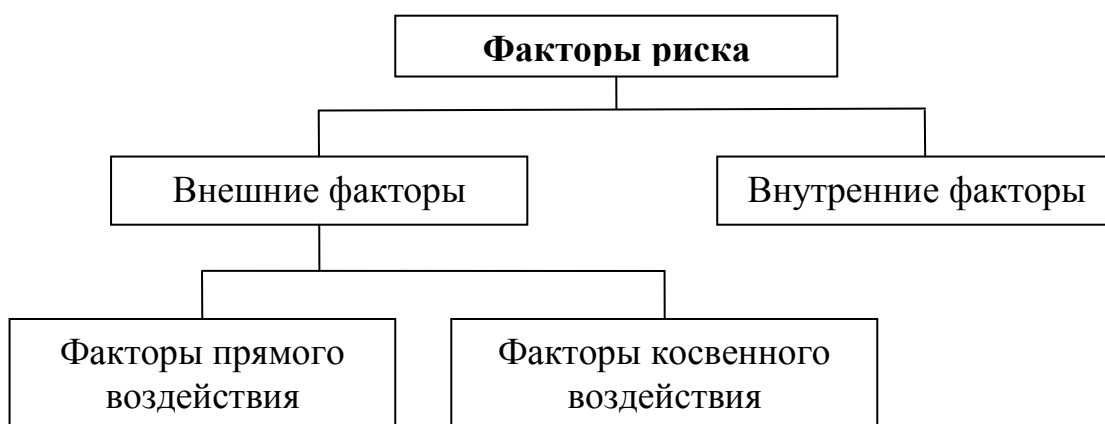 Факторы риска
Внешние факторы
Внутренние факторы
Факторы прямого
воздействия
Факторы косвенного
воздействия